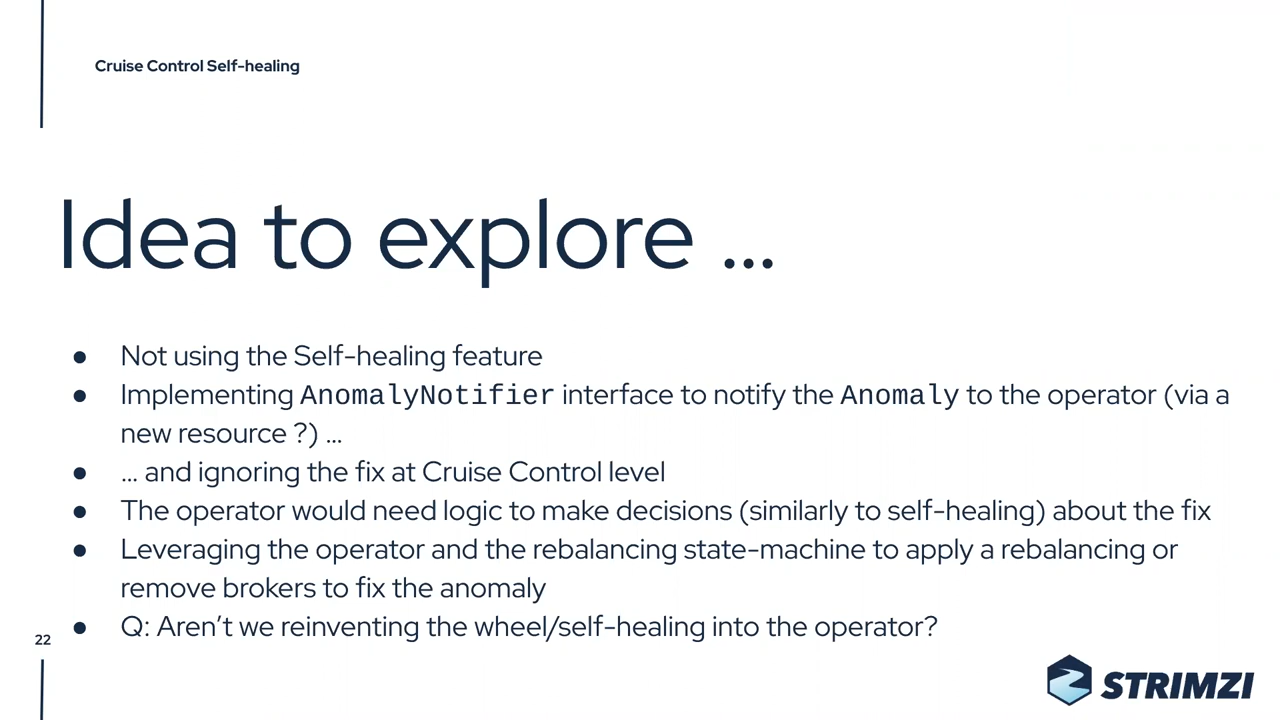 Cruise Control Self-healing
Idea to explore ...
● Not using the Self-healing feature
● Implementing AnomalyNotifier interface to notify the Anomaly to the operator (via a
new resource ?) ...
● ... and ignoring the fix at Cruise Control level
● The operator would need logic to make decisions (similarly to self-healing) about the fix
● Leveraging the operator and the rebalancing state-machine to apply a rebalancing or
remove brokers to fix the anomaly
● Q: Aren’t we reinventing the wheel/self-healing into the operator?
22
STRIMZI